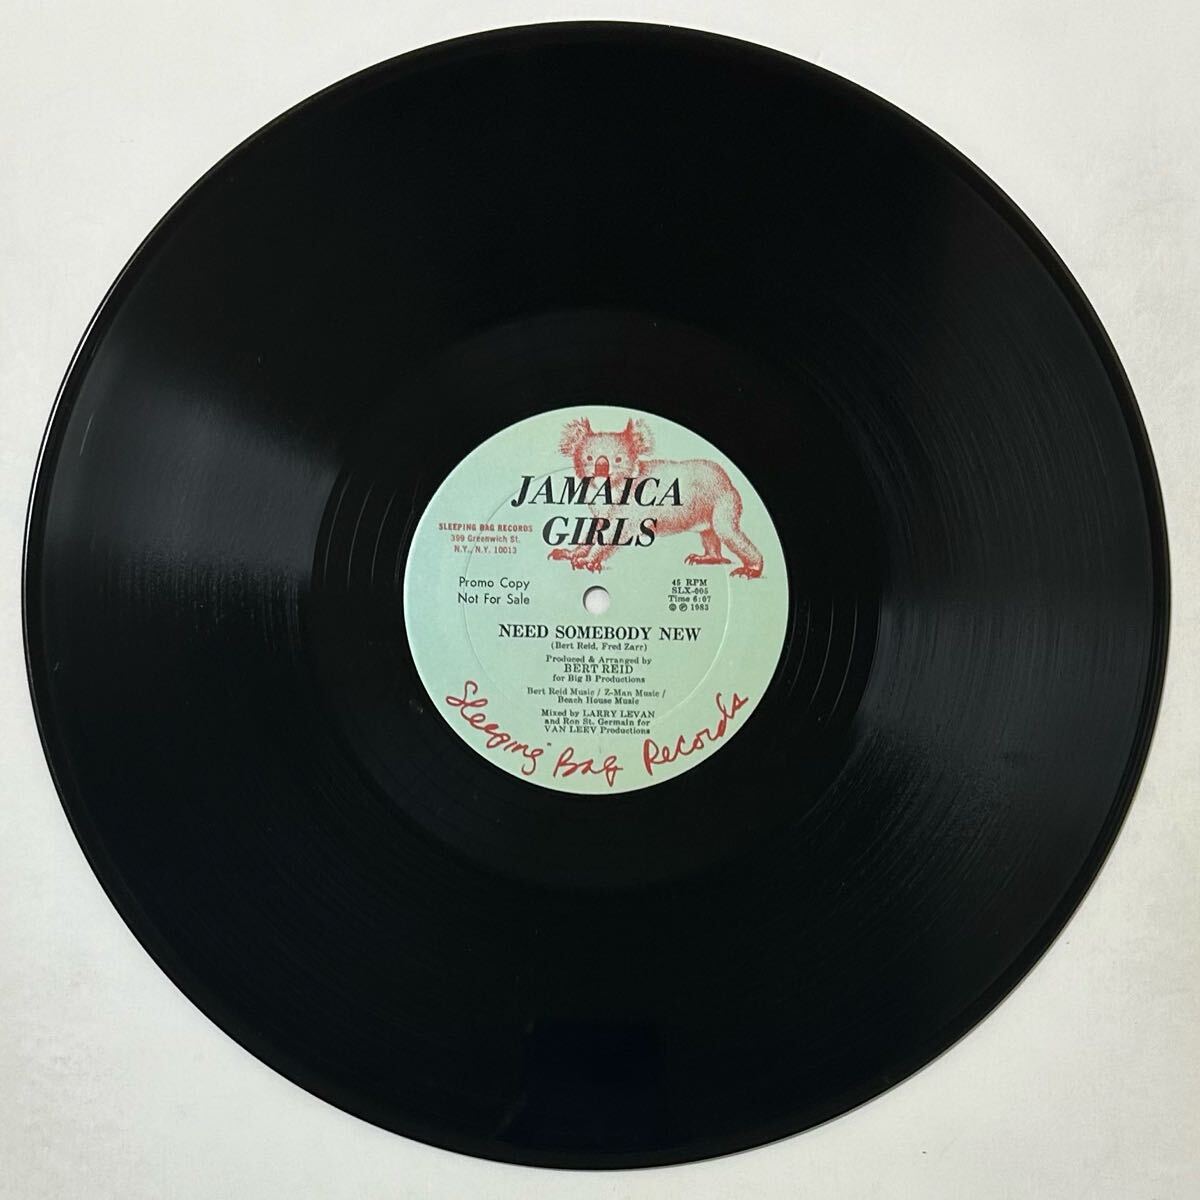 JAMAICA
GIRLS
SLEEPING BAG RECORDS
399 Greenwich St.
N.Y., N.Y. 10013
Promo Copy
Not For Sale
45 RPM
SLX-005
Time 6:07
© ℗ 1983
NEED SOMEBODY NEW
(Bert Reid, Fred Zarr)
Produced & Arranged by
BERT REID
for Big B Productions
Bert Reid Music / Z-Man Music /
Beach House Music
Mixed by LARRY LEVAN
and Ron St. Germain for
VAN LEEV Productions
Sleeping Bag Records